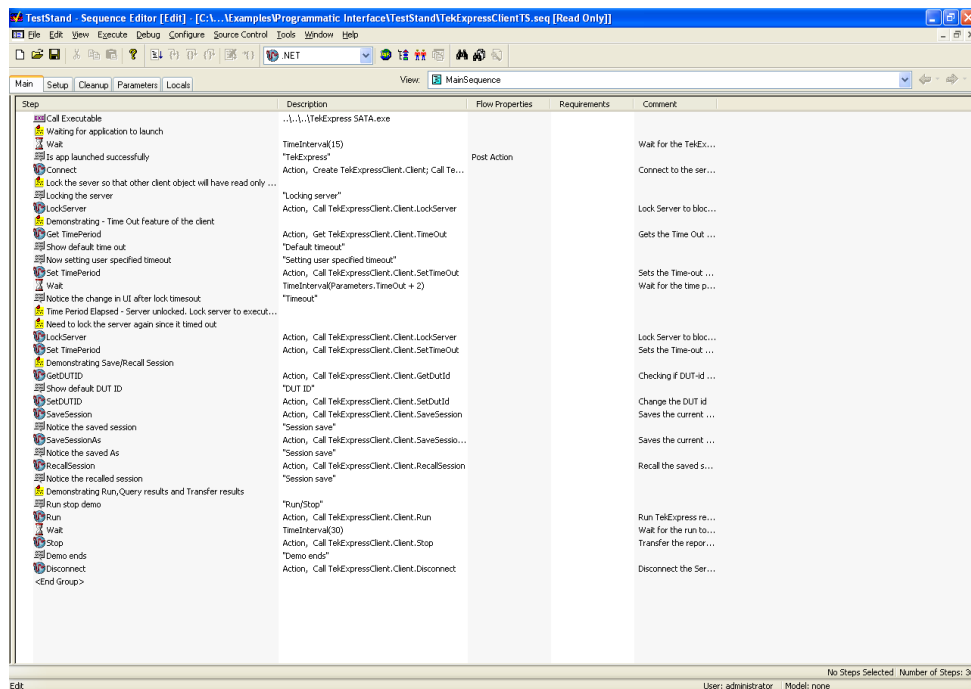 TestStand - Sequence Editor [Edit] - [C:\...\Examples\Programmatic Interface\TestStand\TekExpressClientTS.seq [Read Only]]
File Edit View Execute Debug Configure Source Control Tools Window Help
.NET
Main Setup Cleanup Parameters Locals View: MainSequence
Step Description Flow Properties Requirements Comment
Call Executable ..\..\..\TekExpress SATA.exe
Waiting for application to launch
Wait TimeInterval(15) Wait for the TekEx...
Is app launched successfully "TekExpress" Post Action
Connect Action, Create TekExpressClient.Client; Call Te... Connect to the ser...
Lock the sever so that other client object will have read only ...
Locking the server "Locking server"
LockServer Action, Call TekExpressClient.Client.LockServer Lock Server to bloc...
Demonstrating - Time Out feature of the client
Get TimePeriod Action, Get TekExpressClient.Client.TimeOut Gets the Time Out ...
Show default time out "Default timeout"
Now setting user specified timeout "Setting user specified timeout"
Set TimePeriod Action, Call TekExpressClient.Client.SetTimeOut Sets the Time-out ...
Wait TimeInterval(Parameters.TimeOut + 2) Wait for the time p...
Notice the change in UI after lock timesout "Timeout"
Time Period Elapsed - Server unlocked. Lock server to execut...
Need to lock the server again since it timed out
LockServer Action, Call TekExpressClient.Client.LockServer Lock Server to bloc...
Set TimePeriod Action, Call TekExpressClient.Client.SetTimeOut Sets the Time-out ...
Demonstrating Save/Recall Session
GetDUTID Action, Call TekExpressClient.Client.GetDutId Checking if DUT-id ...
Show default DUT ID "DUT ID"
SetDUTID Action, Call TekExpressClient.Client.SetDutId Change the DUT id
SaveSession Action, Call TekExpressClient.Client.SaveSession Saves the current ...
Notice the saved session "Session save"
SaveSessionAs Action, Call TekExpressClient.Client.SaveSessio... Saves the current ...
Notice the saved As "Session save"
RecallSession Action, Call TekExpressClient.Client.RecallSession Recall the saved s...
Notice the recalled session "Session save"
Demonstrating Run,Query results and Transfer results
Run stop demo "Run/Stop"
Run Action, Call TekExpressClient.Client.Run Run TekExpress re...
Wait TimeInterval(30) Wait for the run to...
Stop Action, Call TekExpressClient.Client.Stop Transfer the repor...
Demo ends "Demo ends"
Disconnect Action, Call TekExpressClient.Client.Disconnect Disconnect the Ser...
<End Group>
No Steps Selected Number of Steps:
Edit User: administrator Model: none